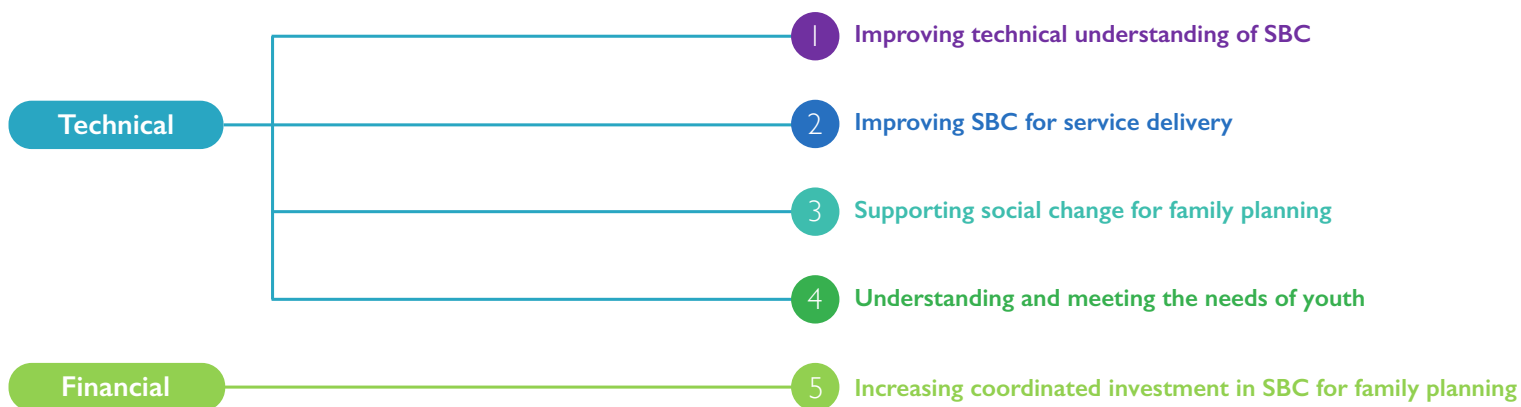 1 Improving technical understanding of SBC
Technical
2 Improving SBC for service delivery
3 Supporting social change for family planning
4 Understanding and meeting the needs of youth
Financial
5 Increasing coordinated investment in SBC for family planning